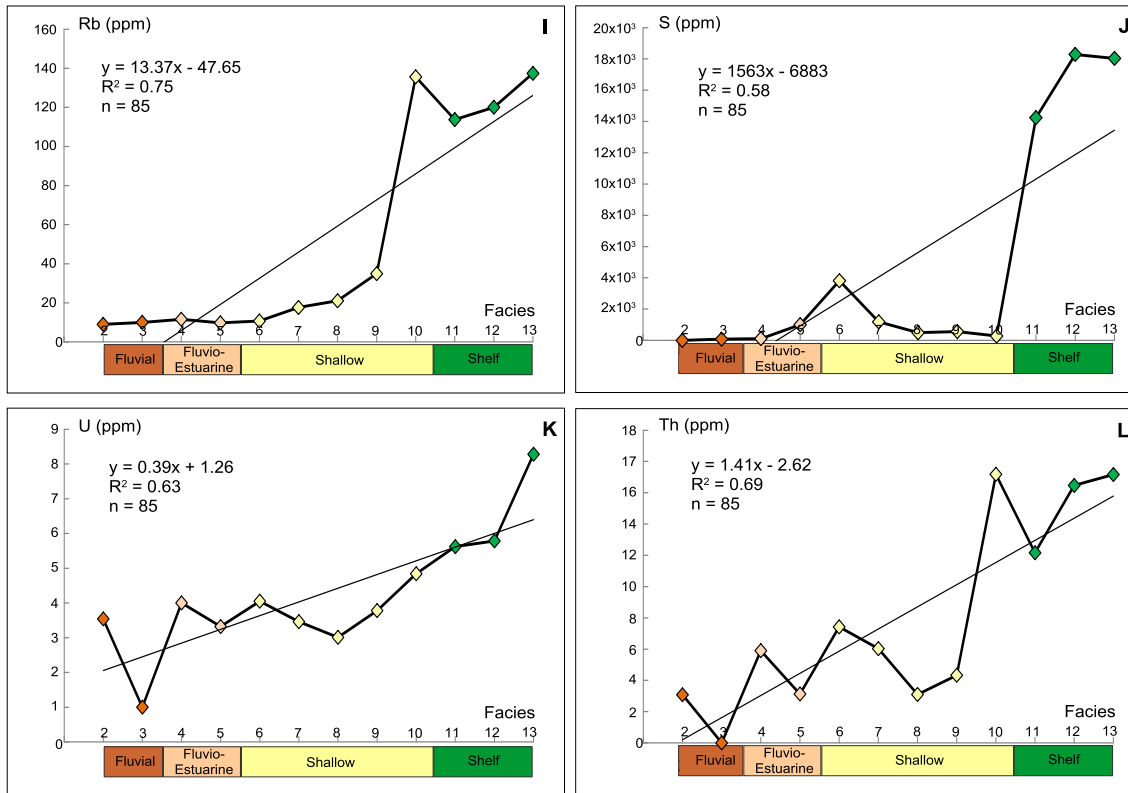 Rb (ppm)
I
y = 13.37x - 47.65
R² = 0.75
n = 85
160
140
120
100
80
60
40
20
0
Facies
2 3 4 5 6 7 8 9 10 11 12 13
Fluvial
Fluvio-
Estuarine
Shallow
Shelf
S (ppm)
J
y = 1563x - 6883
R² = 0.58
n = 85
20x10³
18x10³
16x10³
14x10³
12x10³
10x10³
8x10³
6x10³
4x10³
2x10³
0
Facies
2 3 4 5 6 7 8 9 10 11 12 13
Fluvial
Fluvio-
Estuarine
Shallow
Shelf
U (ppm)
K
y = 0.39x + 1.26
R² = 0.63
n = 85
9
8
7
6
5
4
3
2
1
0
Facies
2 3 4 5 6 7 8 9 10 11 12 13
Fluvial
Fluvio-
Estuarine
Shallow
Shelf
Th (ppm)
L
y = 1.41x - 2.62
R² = 0.69
n = 85
18
17
16
14
12
10
8
6
4
2
0
Facies
2 3 4 5 6 7 8 9 10 11 12 13
Fluvial
Fluvio-
Estuarine
Shallow
Shelf